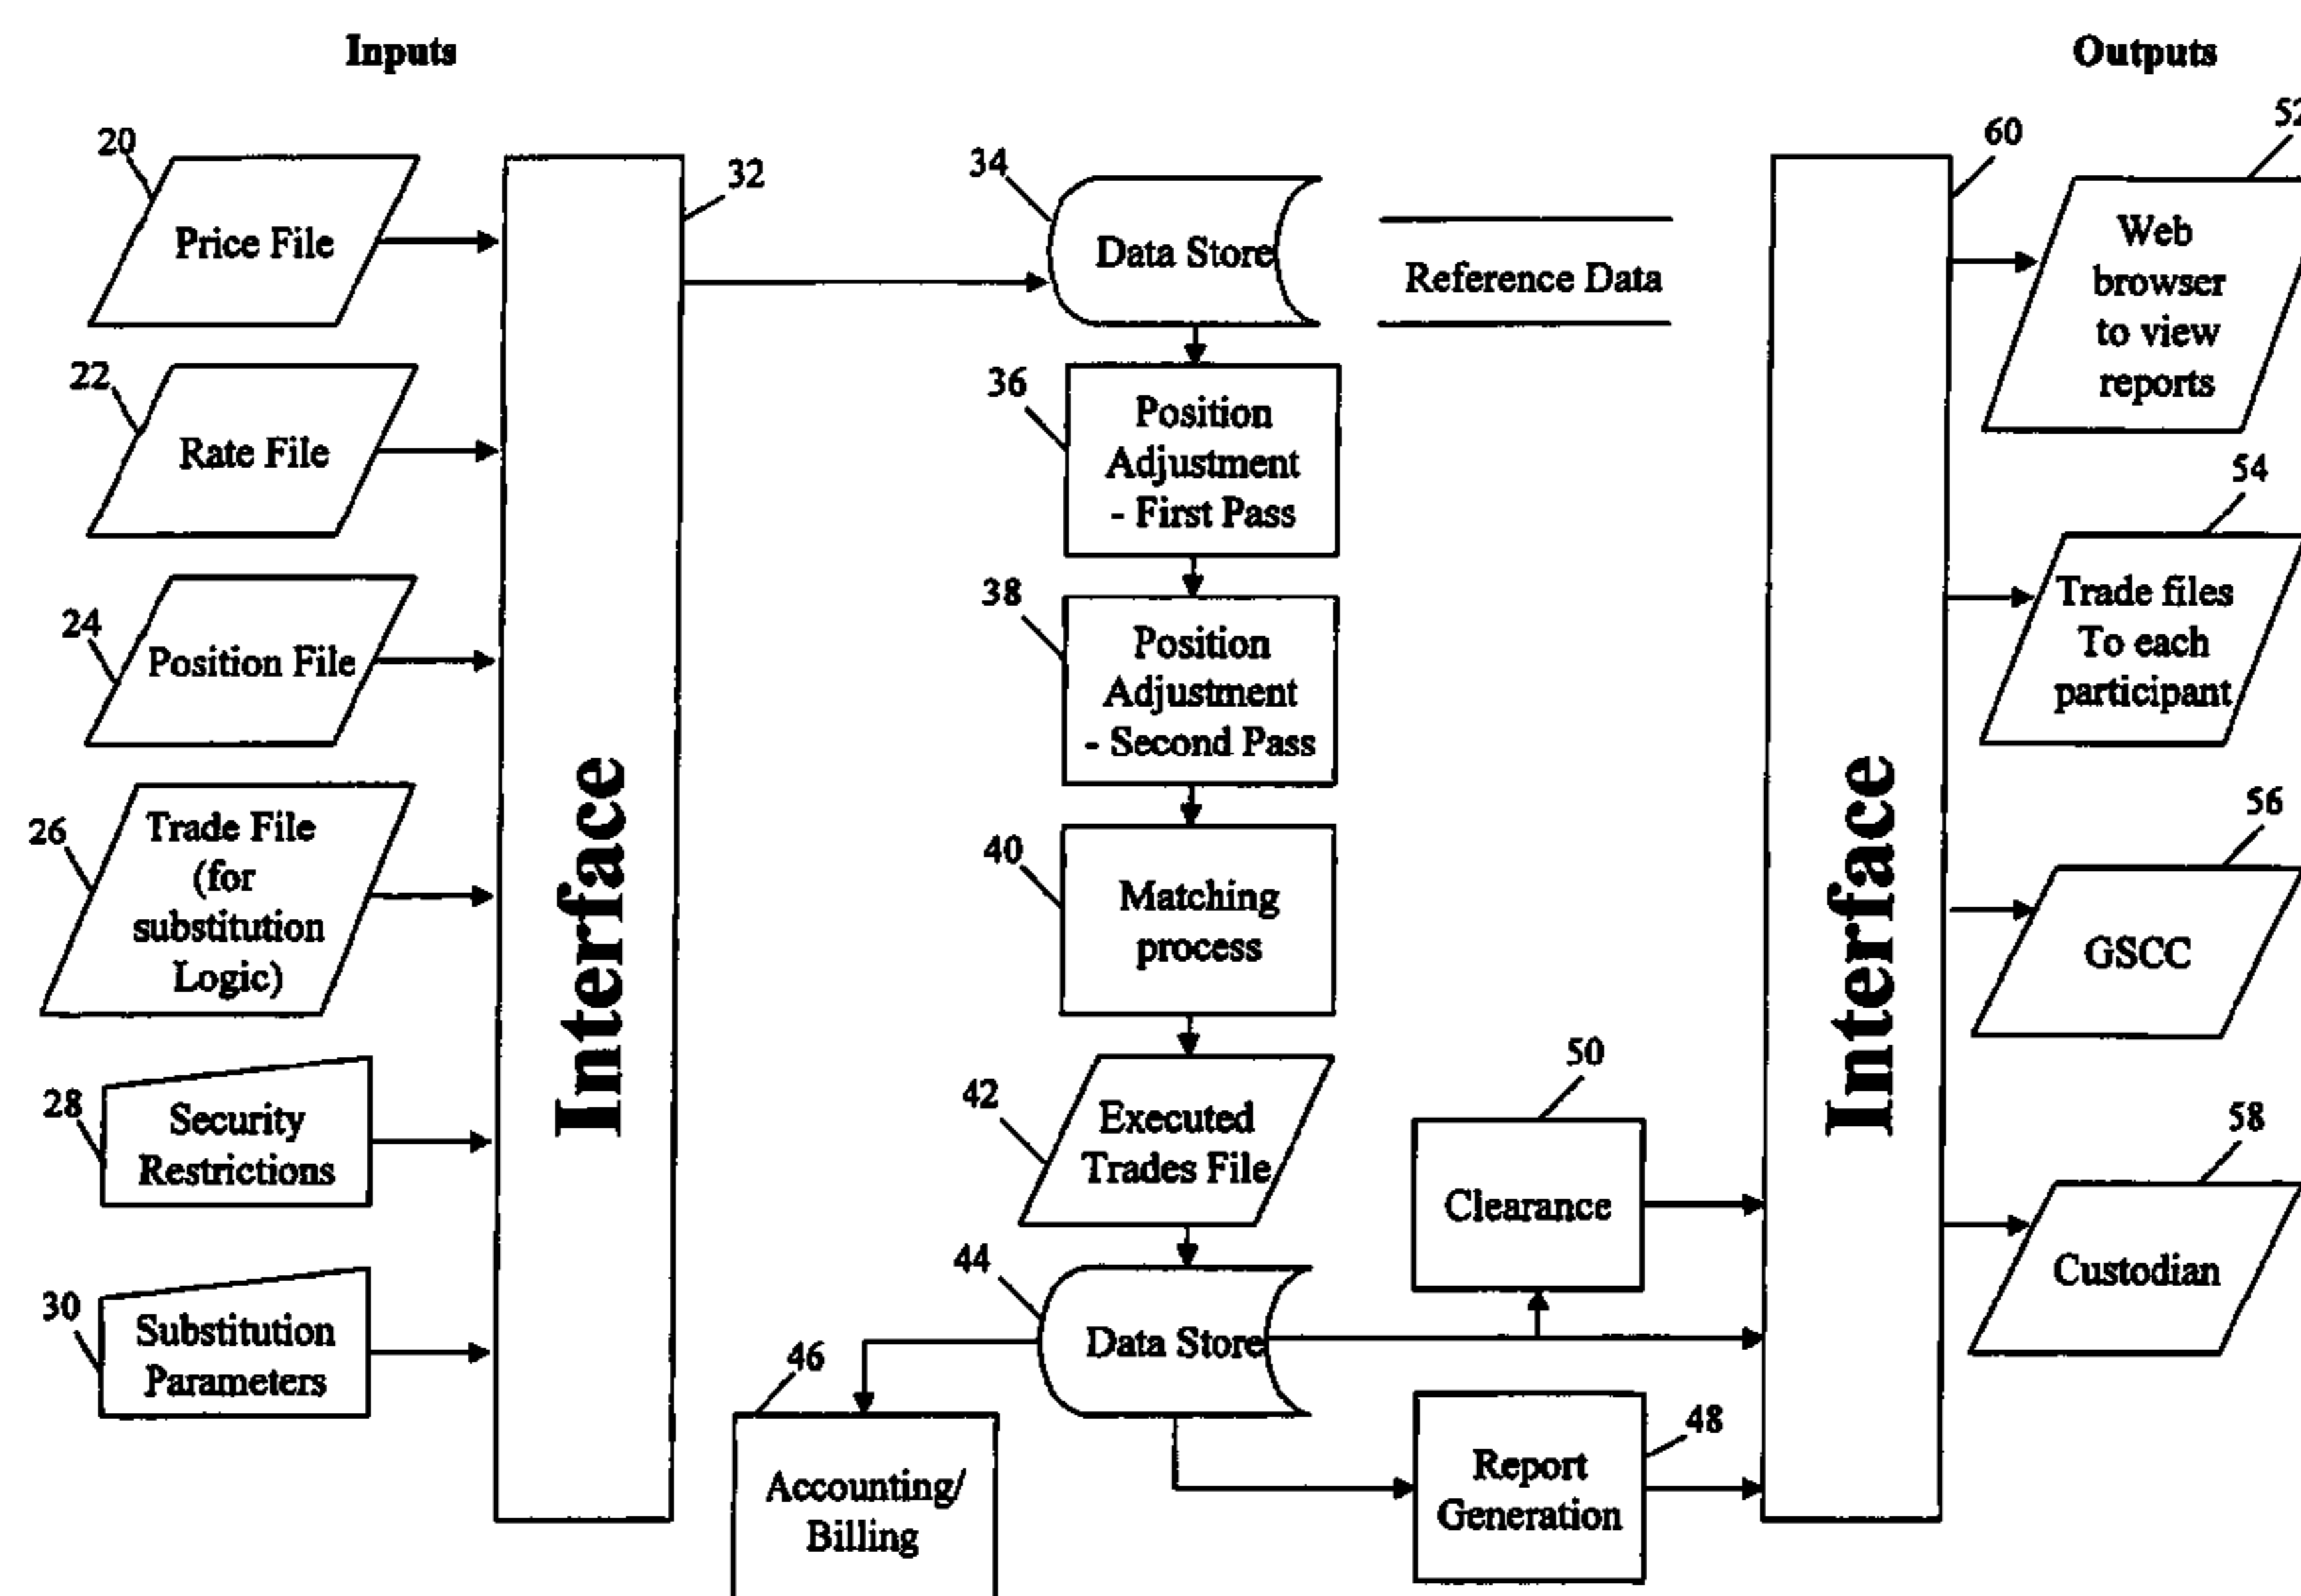 Inputs
Outputs
20
Price File
22
Rate File
24
Position File
26
Trade File
(for
substitution
Logic)
28
Security
Restrictions
30
Substitution
Parameters
32
Interface
34
Data Store
Reference Data
36
Position
Adjustment
- First Pass
38
Position
Adjustment
- Second Pass
40
Matching
process
42
Executed
Trades File
44
Data Store
46
Accounting/
Billing
50
Clearance
48
Report
Generation
60
Interface
52
Web
browser
to view
reports
54
Trade files
To each
participant
56
GSCC
58
Custodian